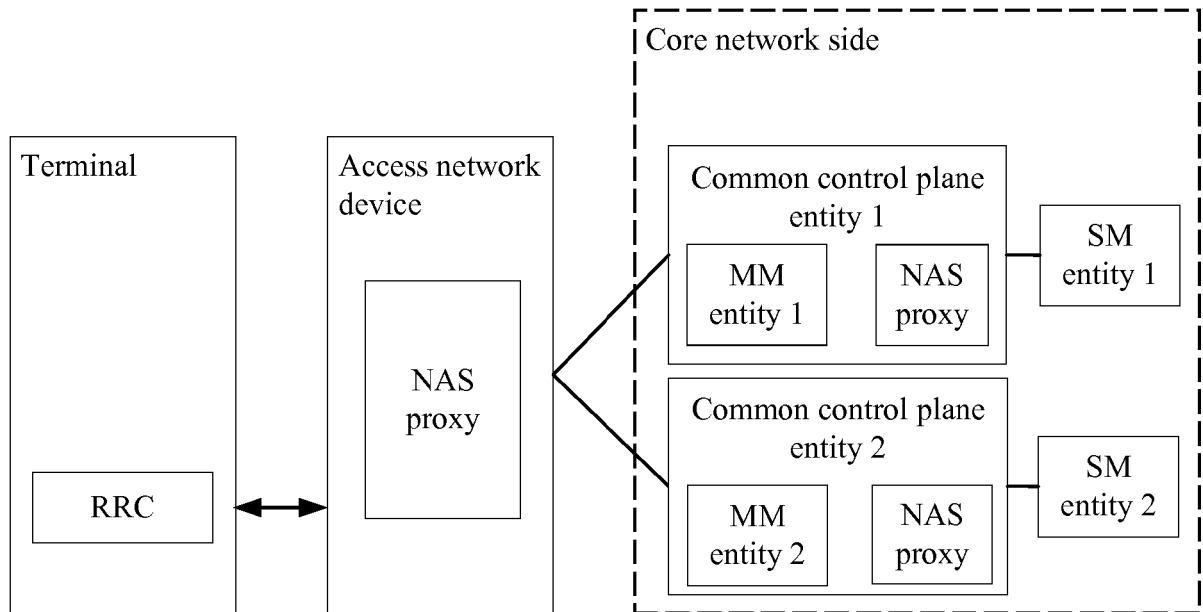 Core network side
Terminal
Access network
device
Common control plane
entity 1
MM
entity 1
NAS
proxy
SM
entity 1
NAS
proxy
Common control plane
entity 2
MM
entity 2
NAS
proxy
SM
entity 2
RRC